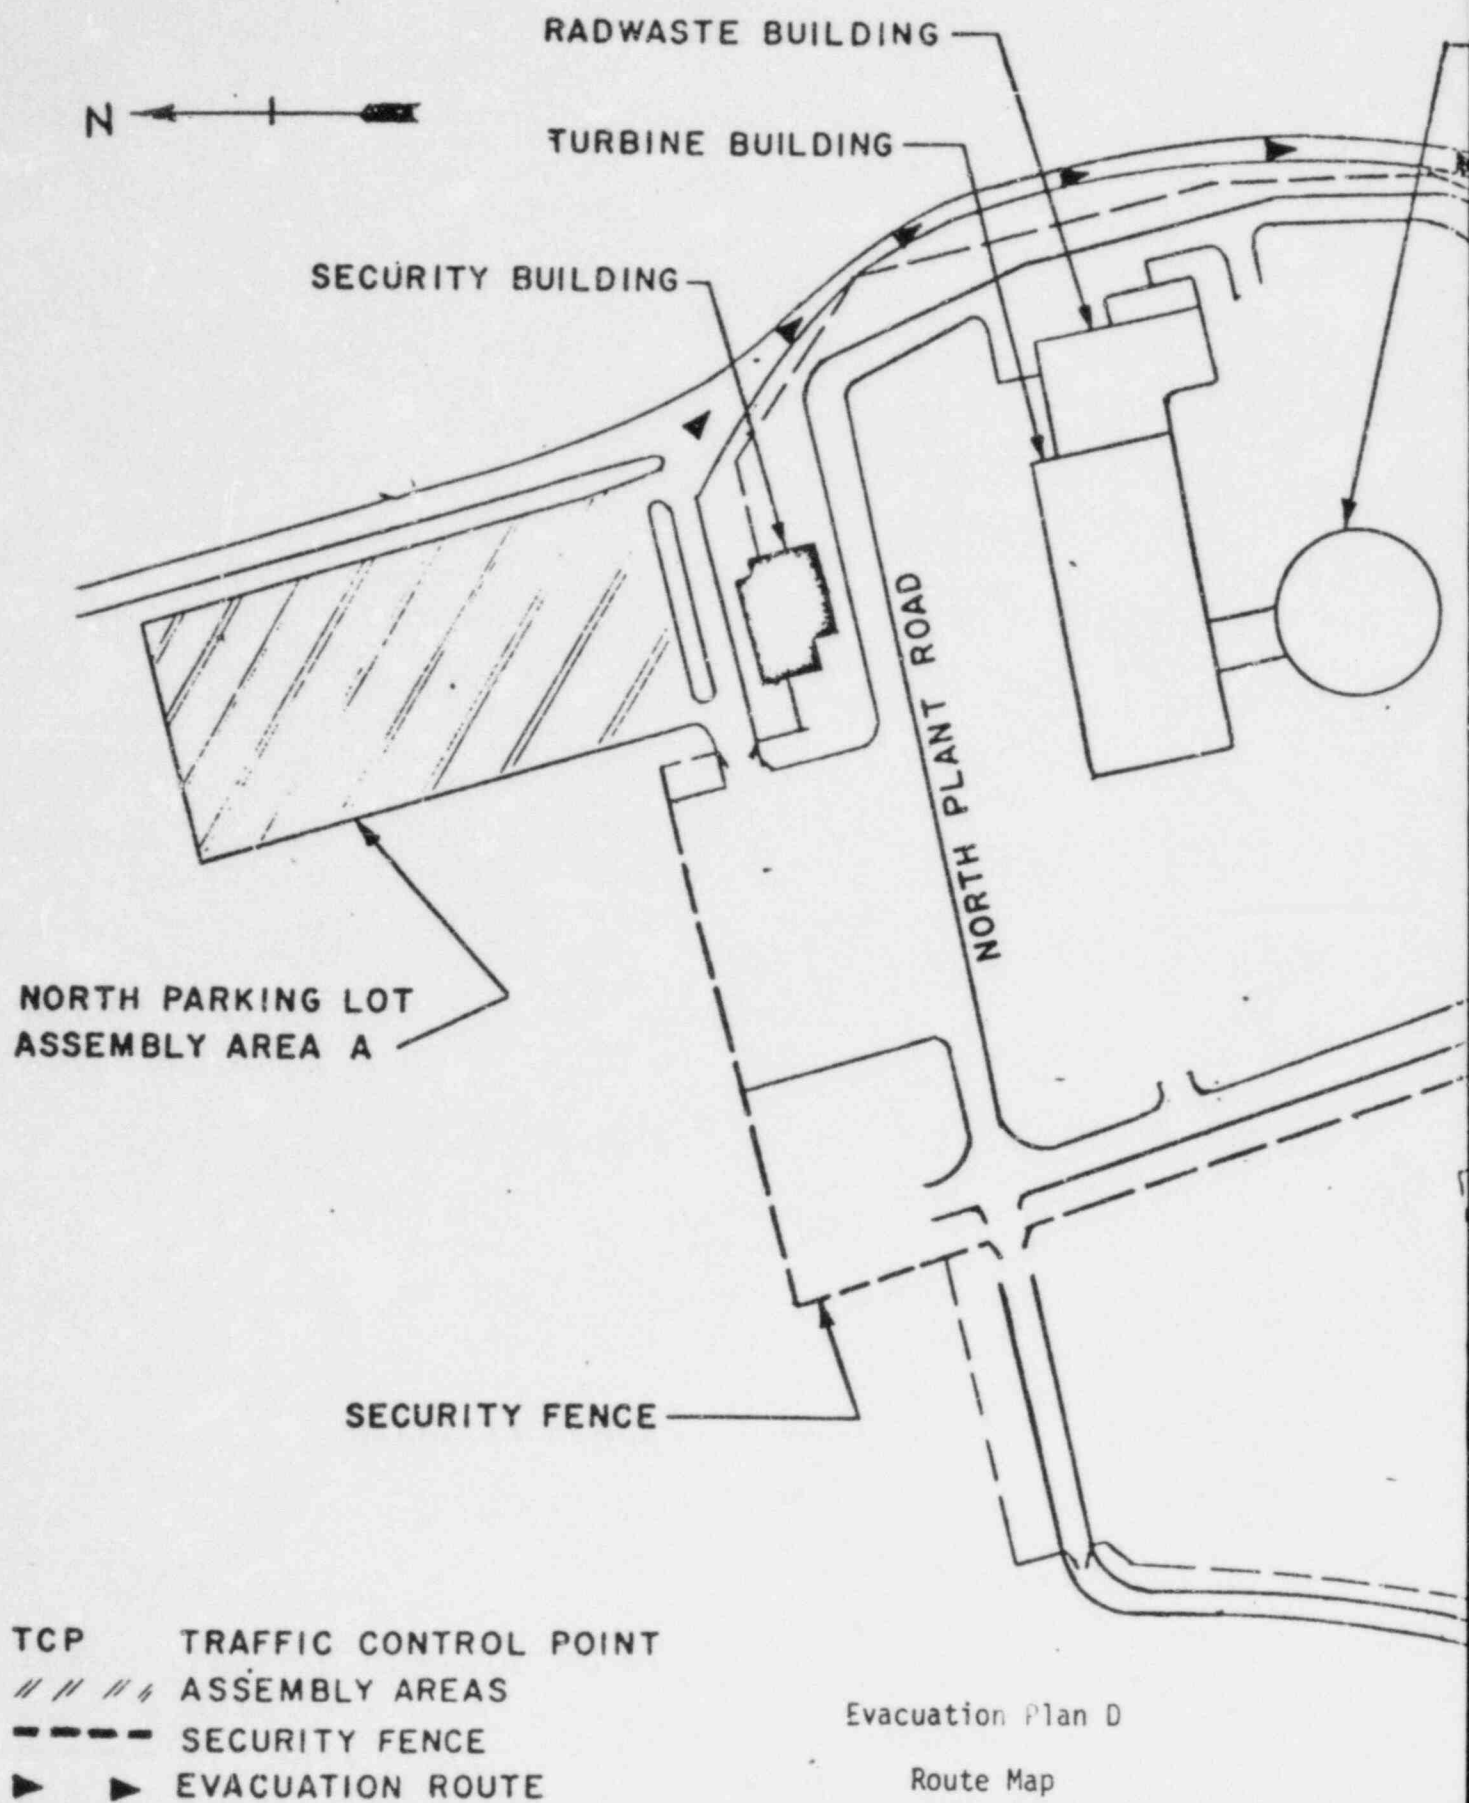 RADWASTE BUILDING
N
TURBINE BUILDING
SECURITY BUILDING
NORTH PLANT ROAD
NORTH PARKING LOT
ASSEMBLY AREA A
SECURITY FENCE
TCP TRAFFIC CONTROL POINT
ASSEMBLY AREAS
SECURITY FENCE
EVACUATION ROUTE
Evacuation Plan D
Route Map